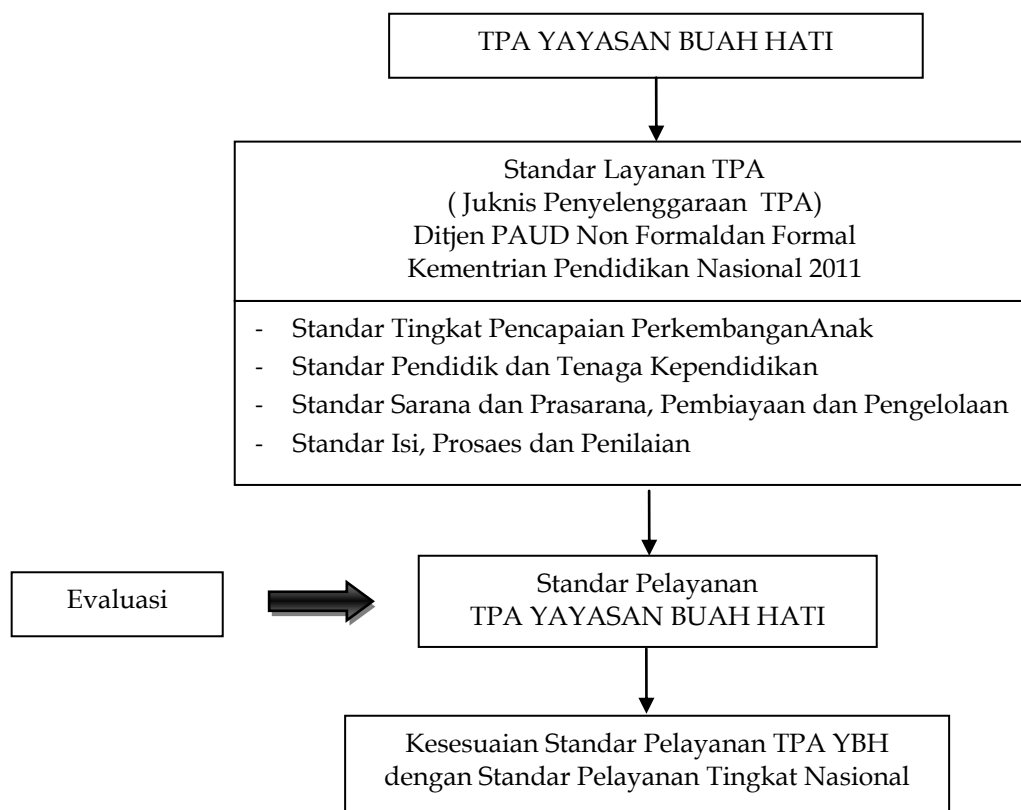 TPA YAYASAN BUAH HATI
Standar Layanan TPA
( Juknis Penyelenggaraan TPA)
Ditjen PAUD Non Formaldan Formal
Kementrian Pendidikan Nasional 2011
- Standar Tingkat Pencapaian PerkembanganAnak
- Standar Pendidik dan Tenaga Kependidikan
- Standar Sarana dan Prasarana, Pembiayaan dan Pengelolaan
- Standar Isi, Prosaes dan Penilaian
Evaluasi
Standar Pelayanan
TPA YAYASAN BUAH HATI
Kesesuaian Standar Pelayanan TPA YBH
dengan Standar Pelayanan Tingkat Nasional